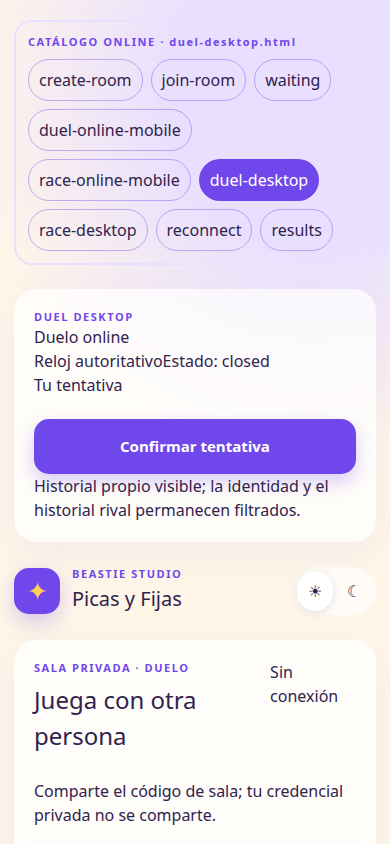 CATÁLOGO ONLINE · duel-desktop.html
create-room join-room waiting
duel-online-mobile
race-online-mobile duel-desktop
race-desktop reconnect results
DUEL DESKTOP
Duelo online
Reloj autoritativoEstado: closed
Tu tentativa
Confirmar tentativa
Historial propio visible; la identidad y el
historial rival permanecen filtrados.
BEASTIE STUDIO
Picas y Fijas
SALA PRIVADA · DUELO
Juega con otra
persona
Sin
conexión
Comparte el código de sala; tu credencial
privada no se comparte.